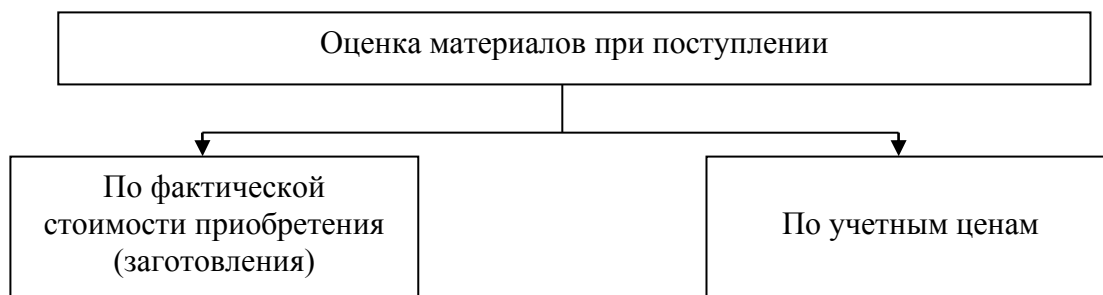 Оценка материалов при поступлении
По фактической
стоимости приобретения
(заготовления)
По учетным ценам